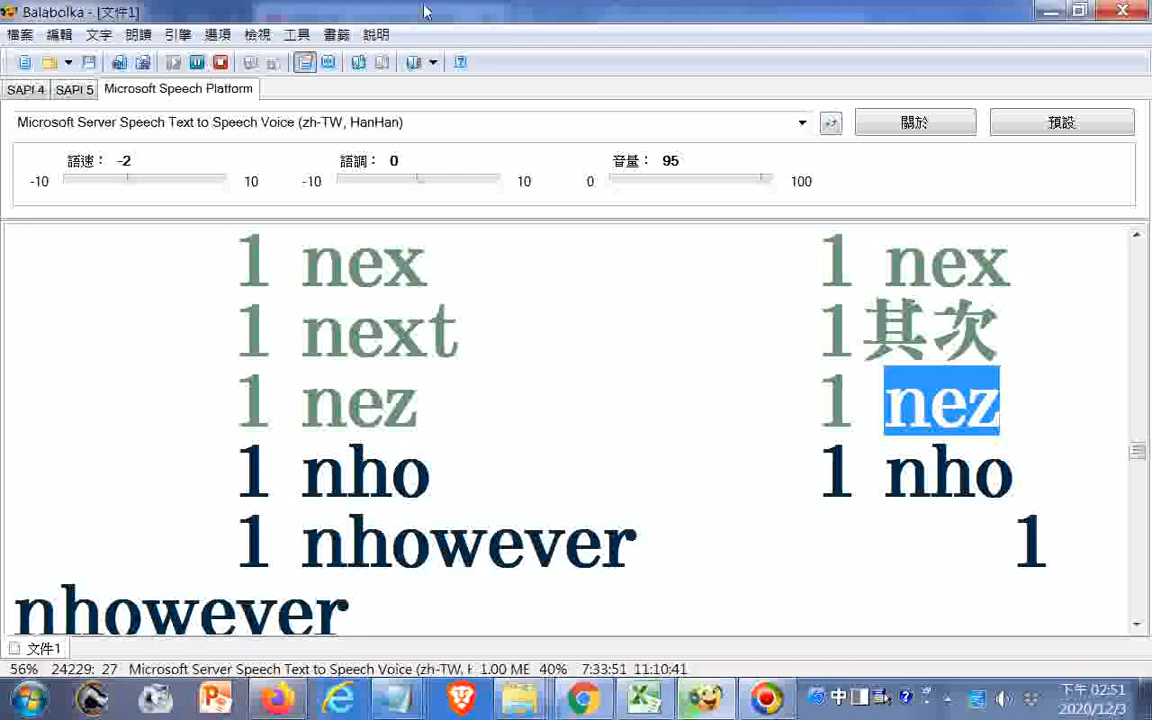 Balabolka - [文件1]
檔案 編輯 文字 朗讀 引擎 選項 檢視 工具 書籤 說明
SAPI 4 SAPI 5 Microsoft Speech Platform
Microsoft Server Speech Text to Speech Voice (zh-TW, HanHan) 關於 預設
語速： -2 語調： 0 音量： 95
-10 10 -10 10 0 100
1 nex 1 nex
1 next 1其次
1 nez 1 nez
1 nho 1 nho
1 nhowever 1
nhowever
文件1
56% 24229: 27 Microsoft Server Speech Text to Speech Voice (zh-TW, 1.00 ME 40% 7:33:51 11:10:41
中 下午 02:51
2020/12/3